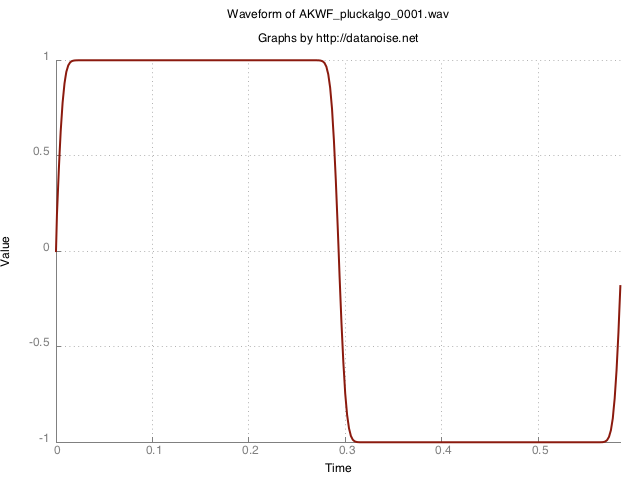 Waveform of AKWF_pluckalgo_0001.wav
Graphs by http://datanoise.net
1
0.5
0
-0.5
-1
Value
0 0.1 0.2 0.3 0.4 0.5
Time